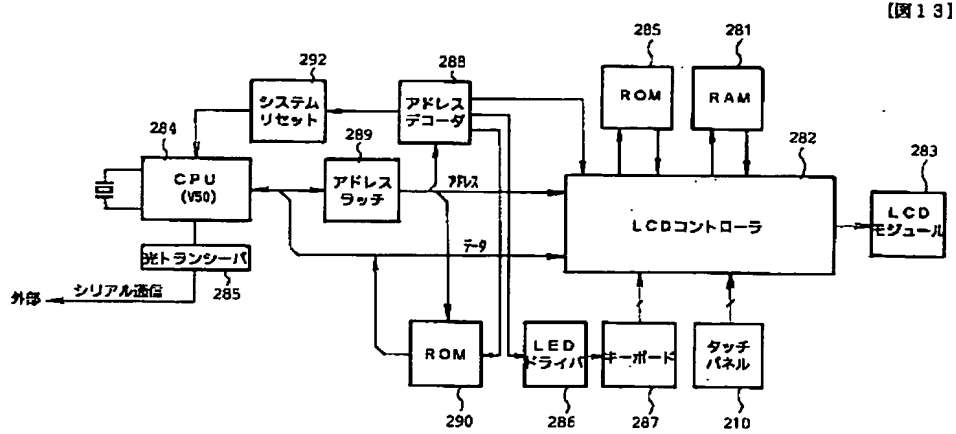 【図13】
285
281
292
288
システム
リセット
アドレス
デコーダ
ROM
RAM
284
289
282
283
CPU
(V50)
アドレス
ラッチ
アドレス
LCDコントローラ
LCD
モジュール
データ
光トランシーバ
285
外部
シリアル通信
ROM
LED
ドライバ
キーボード
タッチ
パネル
290
286
287
210